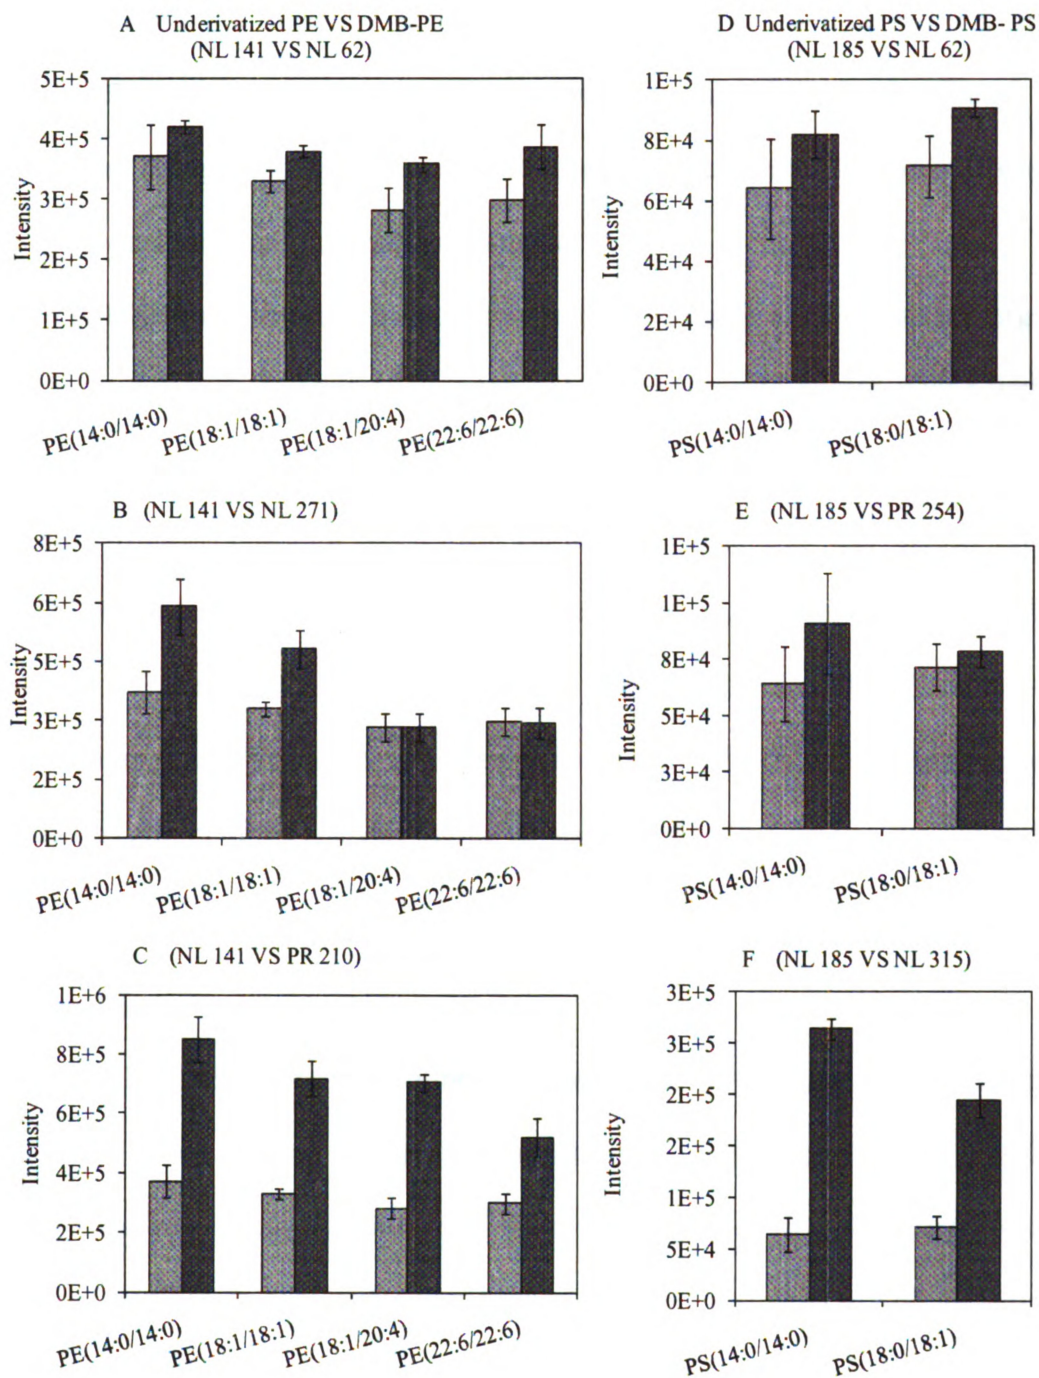 A Underivatized PE VS DMB-PE
(NL 141 VS NL 62)
5E+5
4E+5
3E+5
2E+5
1E+5
0E+0
Intensity
PE(14:0/14:0)
PE(18:1/18:1)
PE(18:1/20:4)
PE(22:6/22:6)
D Underivatized PS VS DMB- PS
(NL 185 VS NL 62)
1E+5
8E+4
6E+4
4E+4
2E+4
0E+0
Intensity
PS(14:0/14:0)
PS(18:0/18:1)
B (NL 141 VS NL 271)
8E+5
6E+5
5E+5
3E+5
2E+5
0E+0
Intensity
PE(14:0/14:0)
PE(18:1/18:1)
PE(18:1/20:4)
PE(22:6/22:6)
E (NL 185 VS PR 254)
1E+5
1E+5
8E+4
5E+4
3E+4
0E+0
Intensity
PS(14:0/14:0)
PS(18:0/18:1)
C (NL 141 VS PR 210)
1E+6
8E+5
6E+5
4E+5
2E+5
0E+0
Intensity
PE(14:0/14:0)
PE(18:1/18:1)
PE(18:1/20:4)
PE(22:6/22:6)
F (NL 185 VS NL 315)
3E+5
3E+5
2E+5
2E+5
1E+5
5E+4
0E+0
Intensity
PS(14:0/14:0)
PS(18:0/18:1)